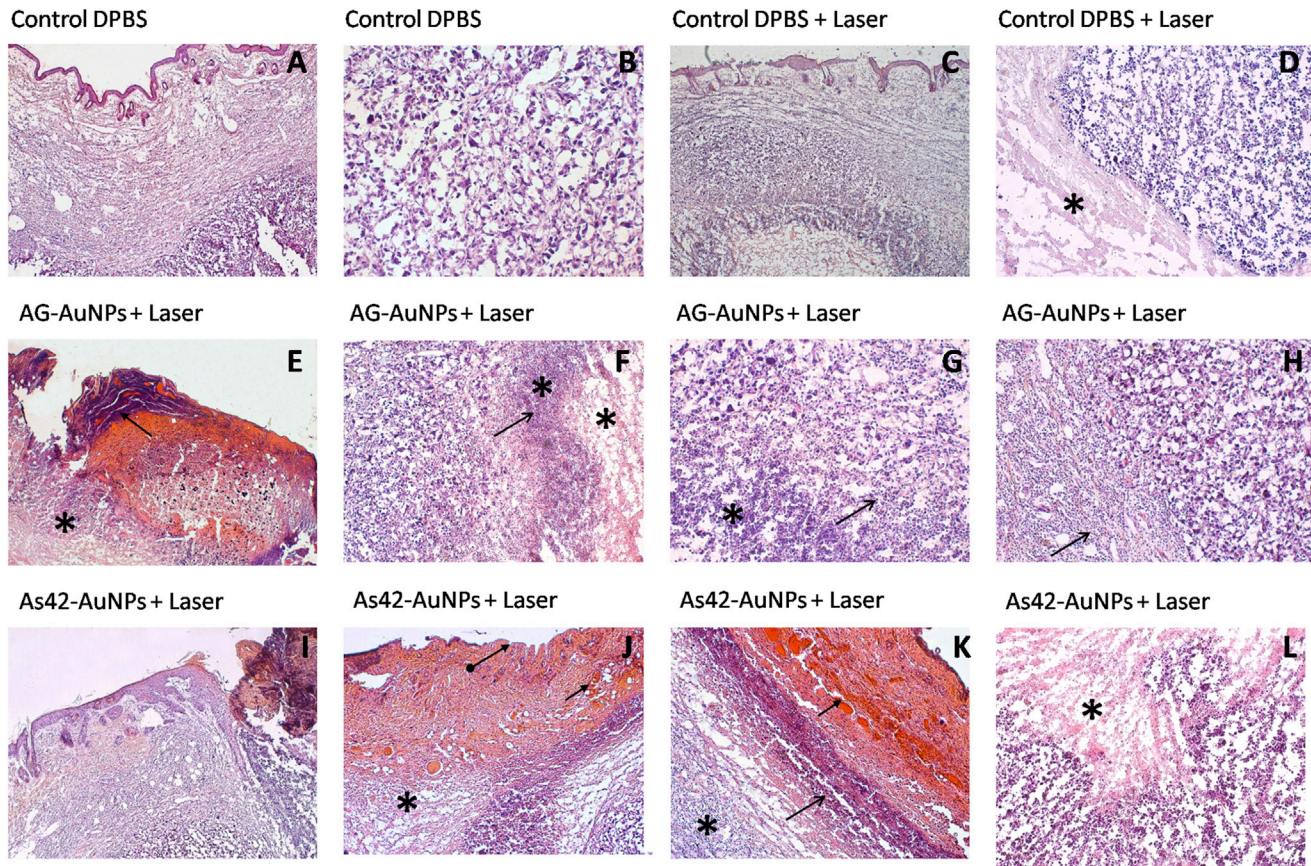 Control DPBS
Control DPBS
Control DPBS + Laser
Control DPBS + Laser
A
B
C
D
*
AG-AuNPs + Laser
AG-AuNPs + Laser
AG-AuNPs + Laser
AG-AuNPs + Laser
E
F
G
H
*
*
*
*
As42-AuNPs + Laser
As42-AuNPs + Laser
As42-AuNPs + Laser
As42-AuNPs + Laser
I
J
K
L
*
*
*